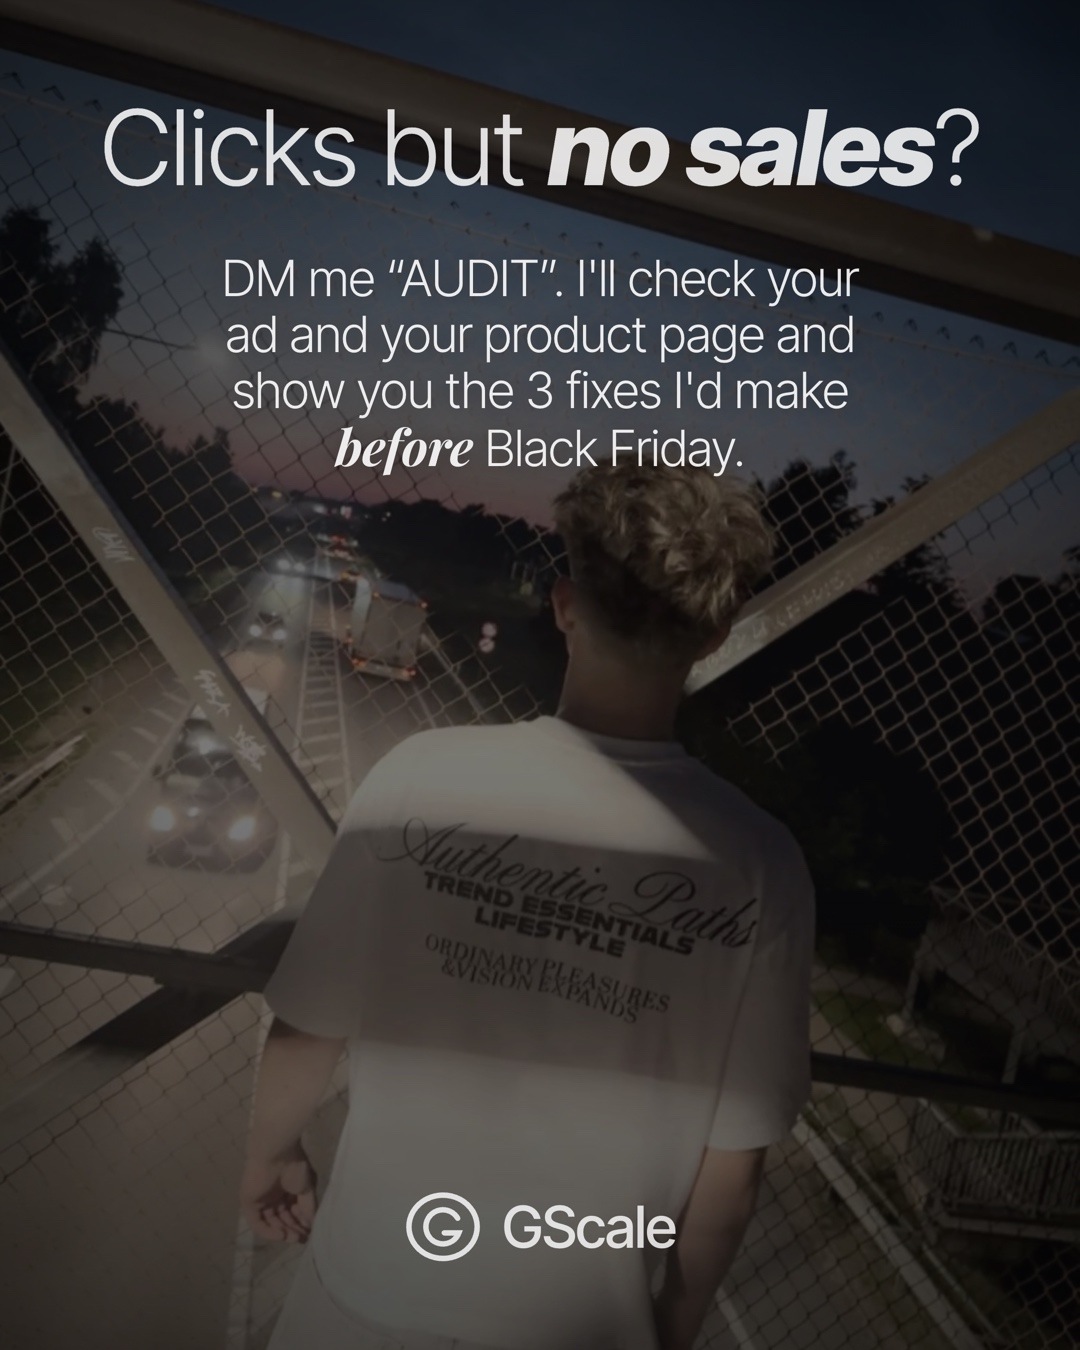 Clicks but no sales?
DM me “AUDIT”. I'll check your
ad and your product page and
show you the 3 fixes I'd make
before Black Friday.
Authentic Paths
TREND ESSENTIALS
LIFESTYLE
ORDINARY PLEASURES
&VISION EXPANDS
G GScale